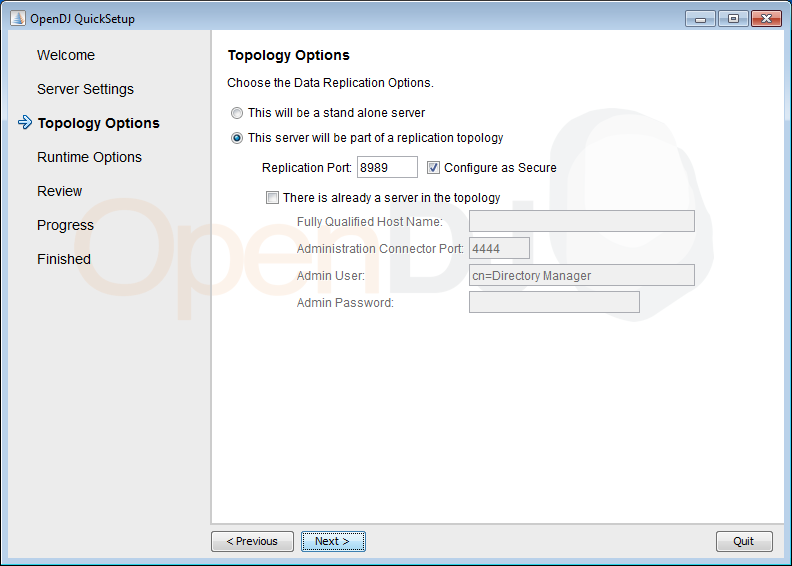 OpenDJ QuickSetup
Welcome
Server Settings
Topology Options
Runtime Options
Review
Progress
Finished
Topology Options
Choose the Data Replication Options.
This will be a stand alone server
This server will be part of a replication topology
Replication Port: 8989 Configure as Secure
There is already a server in the topology
Fully Qualified Host Name:
Administration Connector Port: 4444
Admin User: cn=Directory Manager
Admin Password:
OpenDJ
< Previous Next > Quit